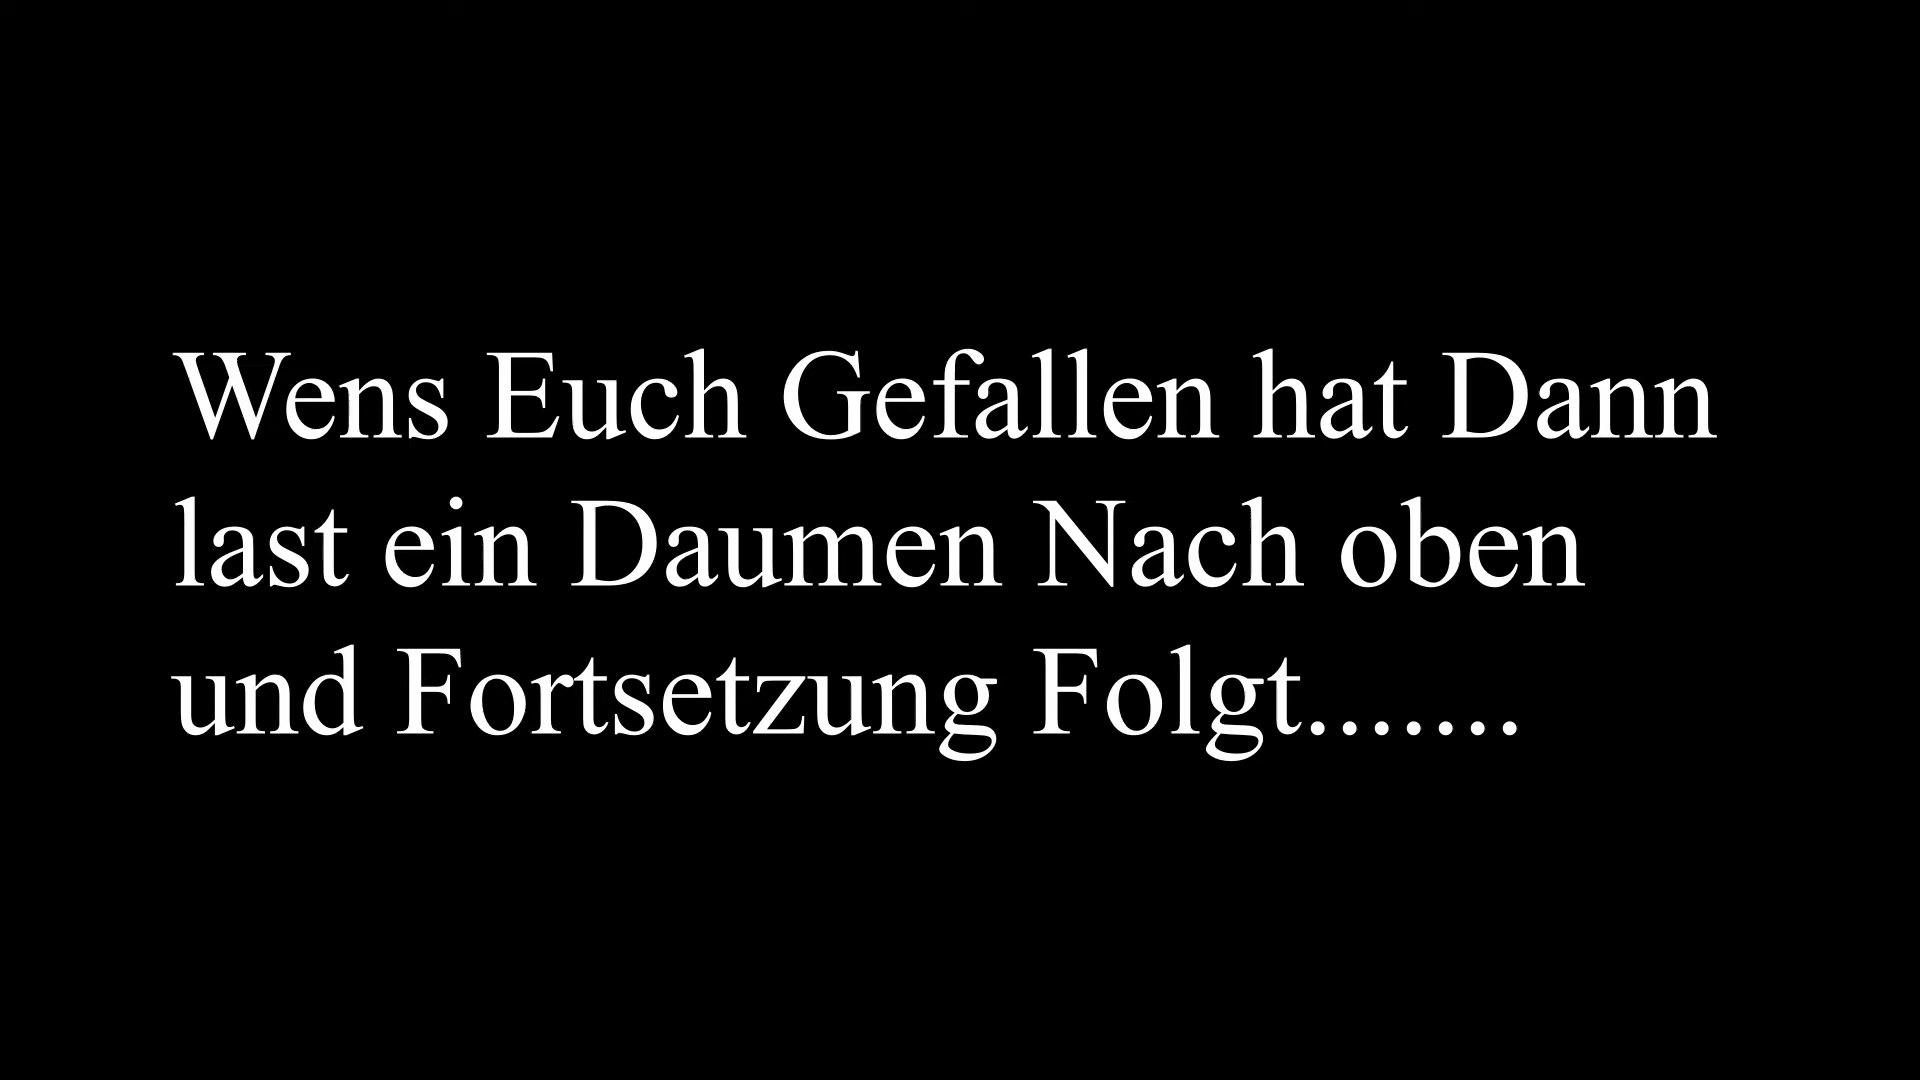 Wens Euch Gefallen hat Dann
last ein Daumen Nach oben
und Fortsetzung Folgt.......